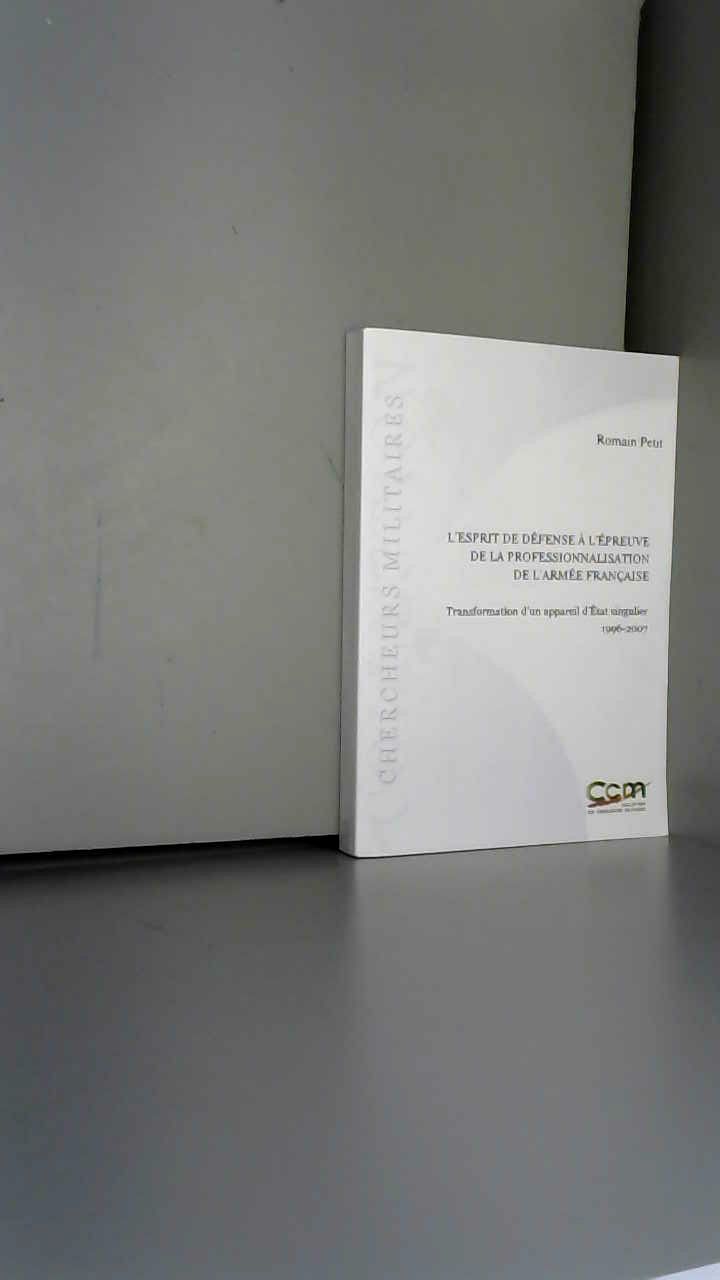 CHERCHEURS MILITAIRES
Romain Petit
L'ESPRIT DE DÉFENSE À L'ÉPREUVE
DE LA PROFESSIONNALISATION
DE L'ARMÉE FRANÇAISE
Transformation d'un appareil d'État singulier
1996-2007
ccm